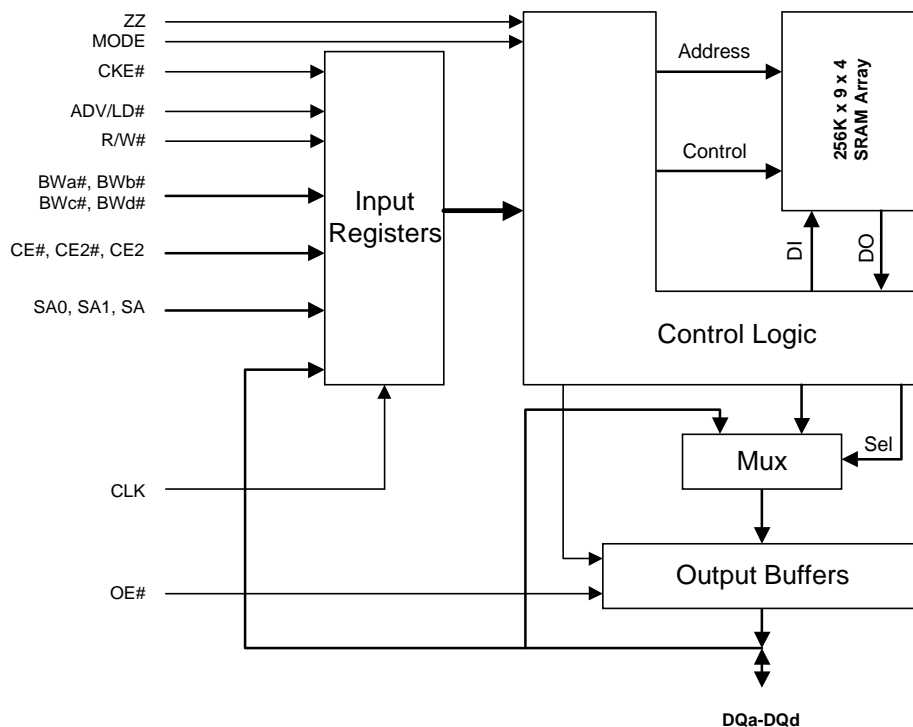 ZZ
MODE
CKE#
ADV/LD#
R/W#
BWa#, BWb#
BWc#, BWd#
CE#, CE2#, CE2
SA0, SA1, SA
CLK
OE#
Input
Registers
Address
Control
256K x 9 x 4
SRAM Array
DI
DO
Control Logic
Sel
Mux
Output Buffers
DQa-DQd